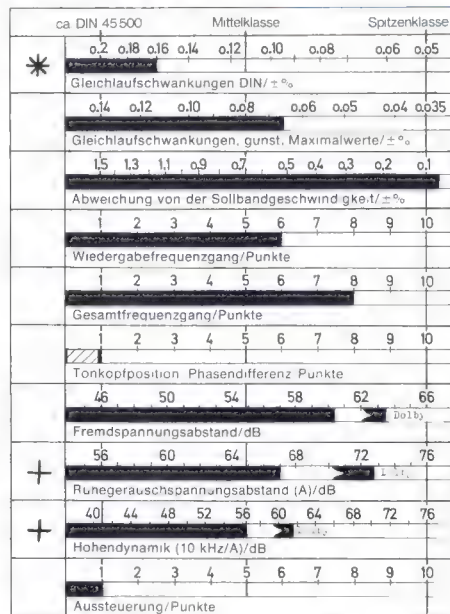 ca DIN 45500 Mittelklasse Spitzenklasse
0.2 0.18 0.16 0.14 0.12 0.10 0.08 0.06 0.05
* Gleichlaufschwankungen DIN/±%
0.14 0.12 0.10 0.08 0.06 0.05 0.04 0.035
Gleichlaufschwankungen, gunst. Maximalwerte/±%
1.5 1.3 1.1 0.9 0.7 0.5 0.4 0.3 0.2 0.1
Abweichung von der Sollbandgeschwind gkeit/±%
1 2 3 4 5 6 7 8 9 10
Wiedergabefrequenzgang/Punkte
1 2 3 4 5 6 7 8 9 10
Gesamtfrequenzgang/Punkte
1 2 3 4 5 6 7 8 9 10
Tonkopfposition Phasendifferenz Punkte
46 50 54 58 62 66
Dolby
Fremdspannungsabstand/dB
56 60 64 68 72 76
+ Ruhegerauschspannungsabstand (A)/dB
40 44 48 52 56 60 64 68 72 76
+ Hohendynamik (10 kHz/A)/dB
1 2 3 4 5 6 7 8 9 10
Aussteuerung/Punkte